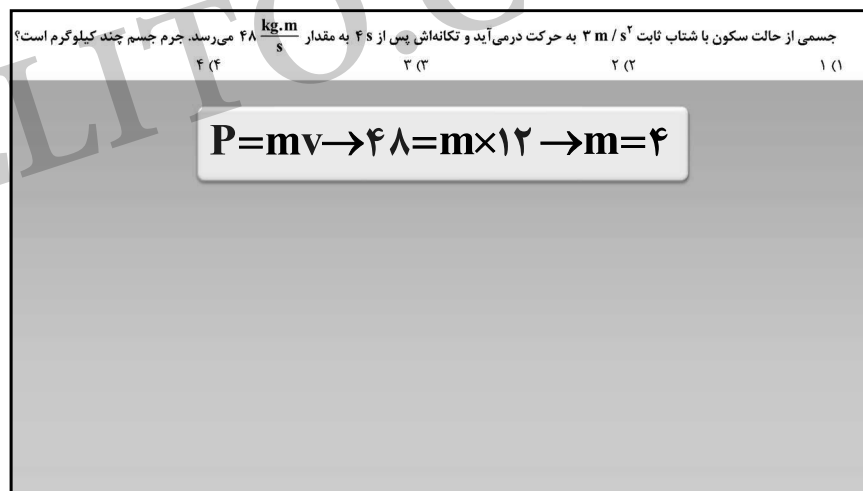 جسمی از حالت سکون با شتاب ثابت ۳ m / s^۲ به حرکت درمی‌آید و تکانه‌اش پس از ۴ s به مقدار ۴۸ kg.m/s می‌رسد. جرم جسم چند کیلوگرم است؟
۱) ۱ ۲) ۲ ۳) ۳ ۴) ۴
P=mv→۴۸=m×۱۲→m=۴